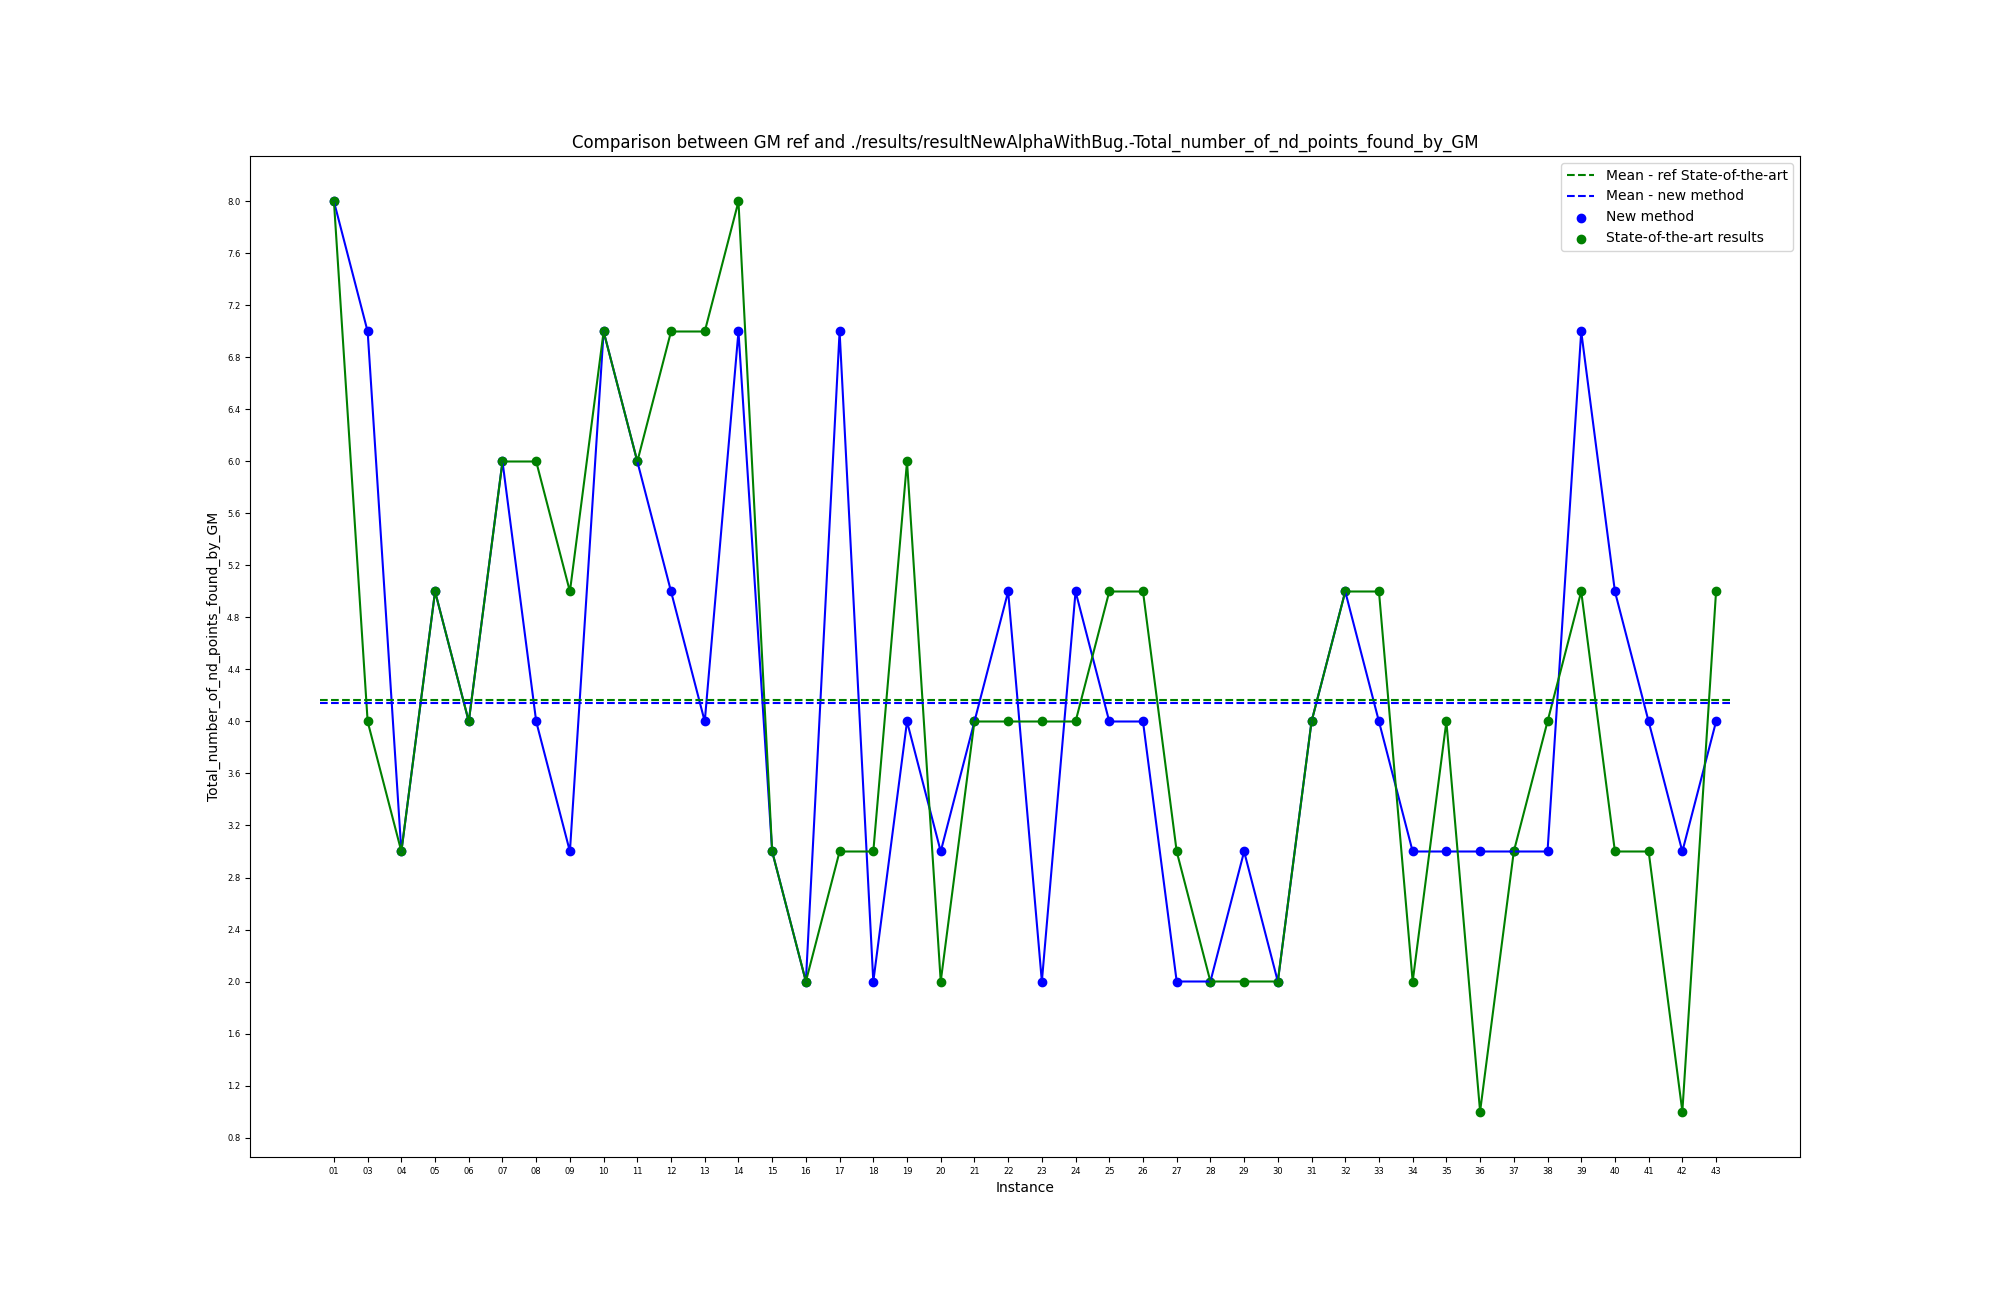 Comparison between GM ref and ./results/resultNewAlphaWithBug.-Total_number_of_nd_points_found_by_GM
Mean - ref State-of-the-art
Mean - new method
New method
State-of-the-art results
8.0
7.6
7.2
6.8
6.4
6.0
5.6
5.2
4.8
4.4
4.0
3.6
3.2
2.8
2.4
2.0
1.6
1.2
0.8
Total_number_of_nd_points_found_by_GM
01 03 04 05 06 07 08 09 10 11 12 13 14 15 16 17 18 19 20 21 22 23 24 25 26 27 28 29 30 31 32 33 34 35 36 37 38 39 40 41 42 43
Instance